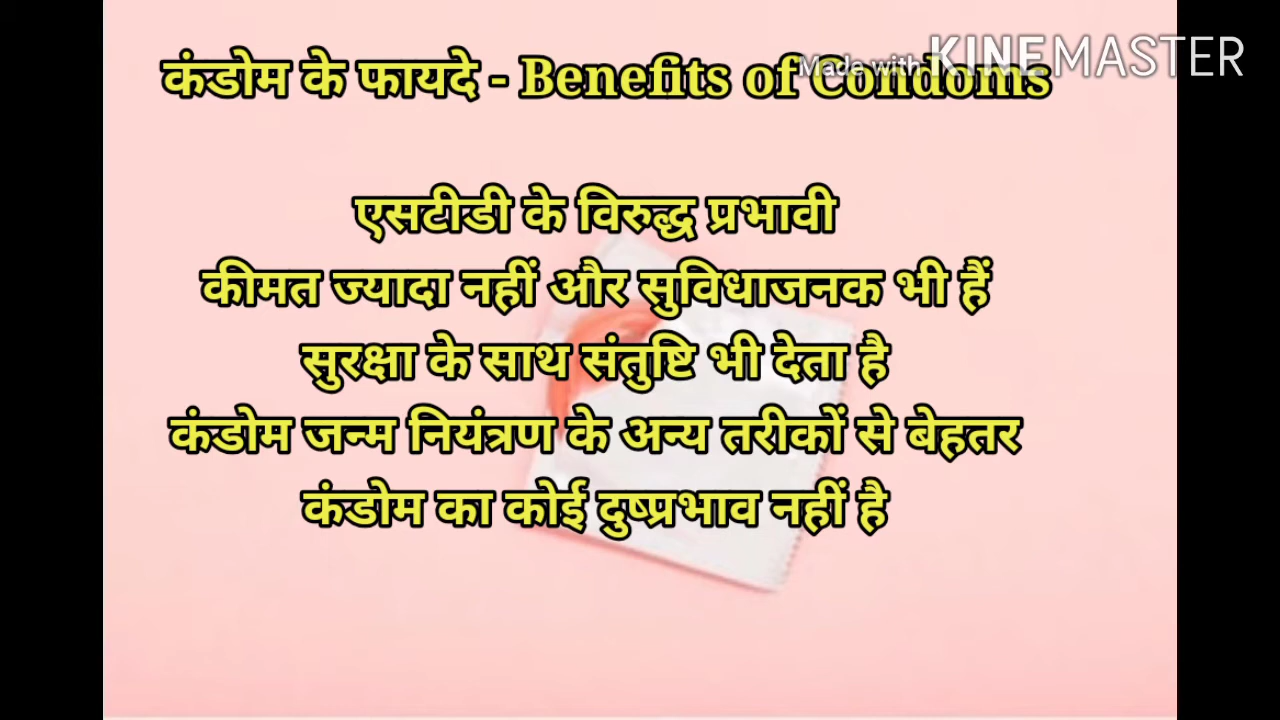 कंडोम के फायदे - Benefits of Condoms
Made with KINEMASTER
एसटीडी के विरुद्ध प्रभावी
कीमत ज्यादा नहीं और सुविधाजनक भी हैं
सुरक्षा के साथ संतुष्टि भी देता है
कंडोम जन्म नियंत्रण के अन्य तरीकों से बेहतर
कंडोम का कोई दुष्प्रभाव नहीं है